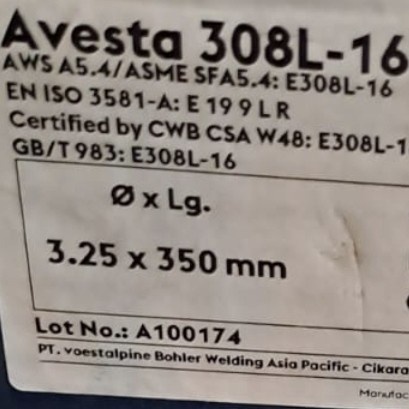 Avesta 308L-16
AWS A5.4/ASME SFA5.4: E308L-16
EN ISO 3581-A: E 19 9 L R
Certified by CWB CSA W48: E308L-1
GB/T 983: E308L-16
Ø x Lg.
3.25 x 350 mm
Lot No.: A100174
PT. voestalpine Bohler Welding Asia Pacific - Cikara
Manufac